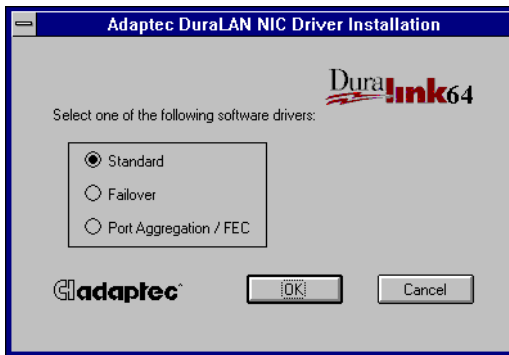 Adaptec DuraLAN NIC Driver Installation
Duralink64
Select one of the following software drivers:
Standard
Failover
Port Aggregation / FEC
adaptec
OK
Cancel